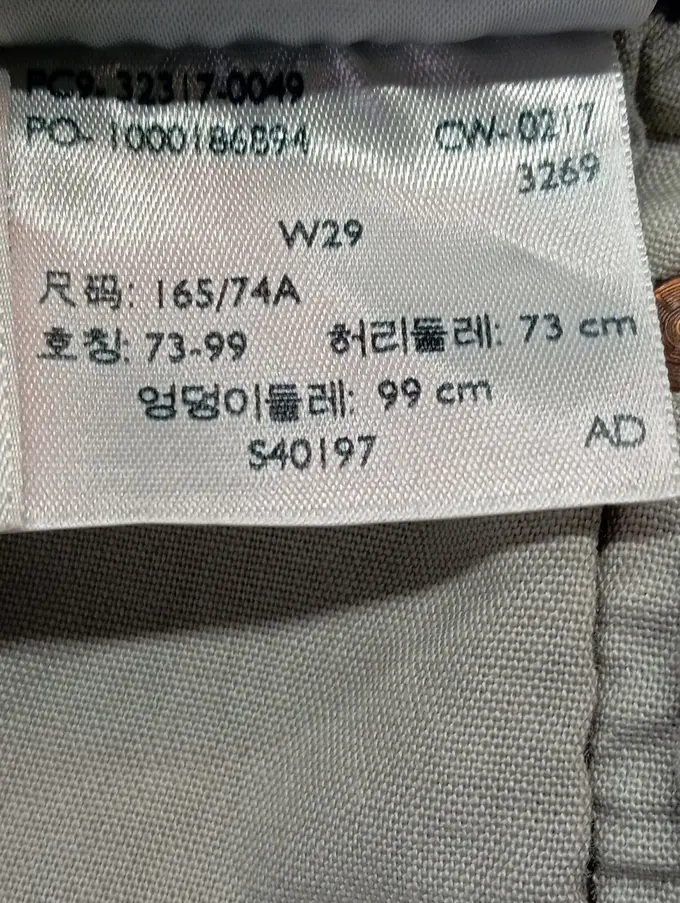 PC9-32317-0049
PO-1000186894 CW-0217
3269
W29
尺码: 165/74A
호칭: 73-99 허리둘레: 73 cm
엉덩이둘레: 99 cm
S40197 AD